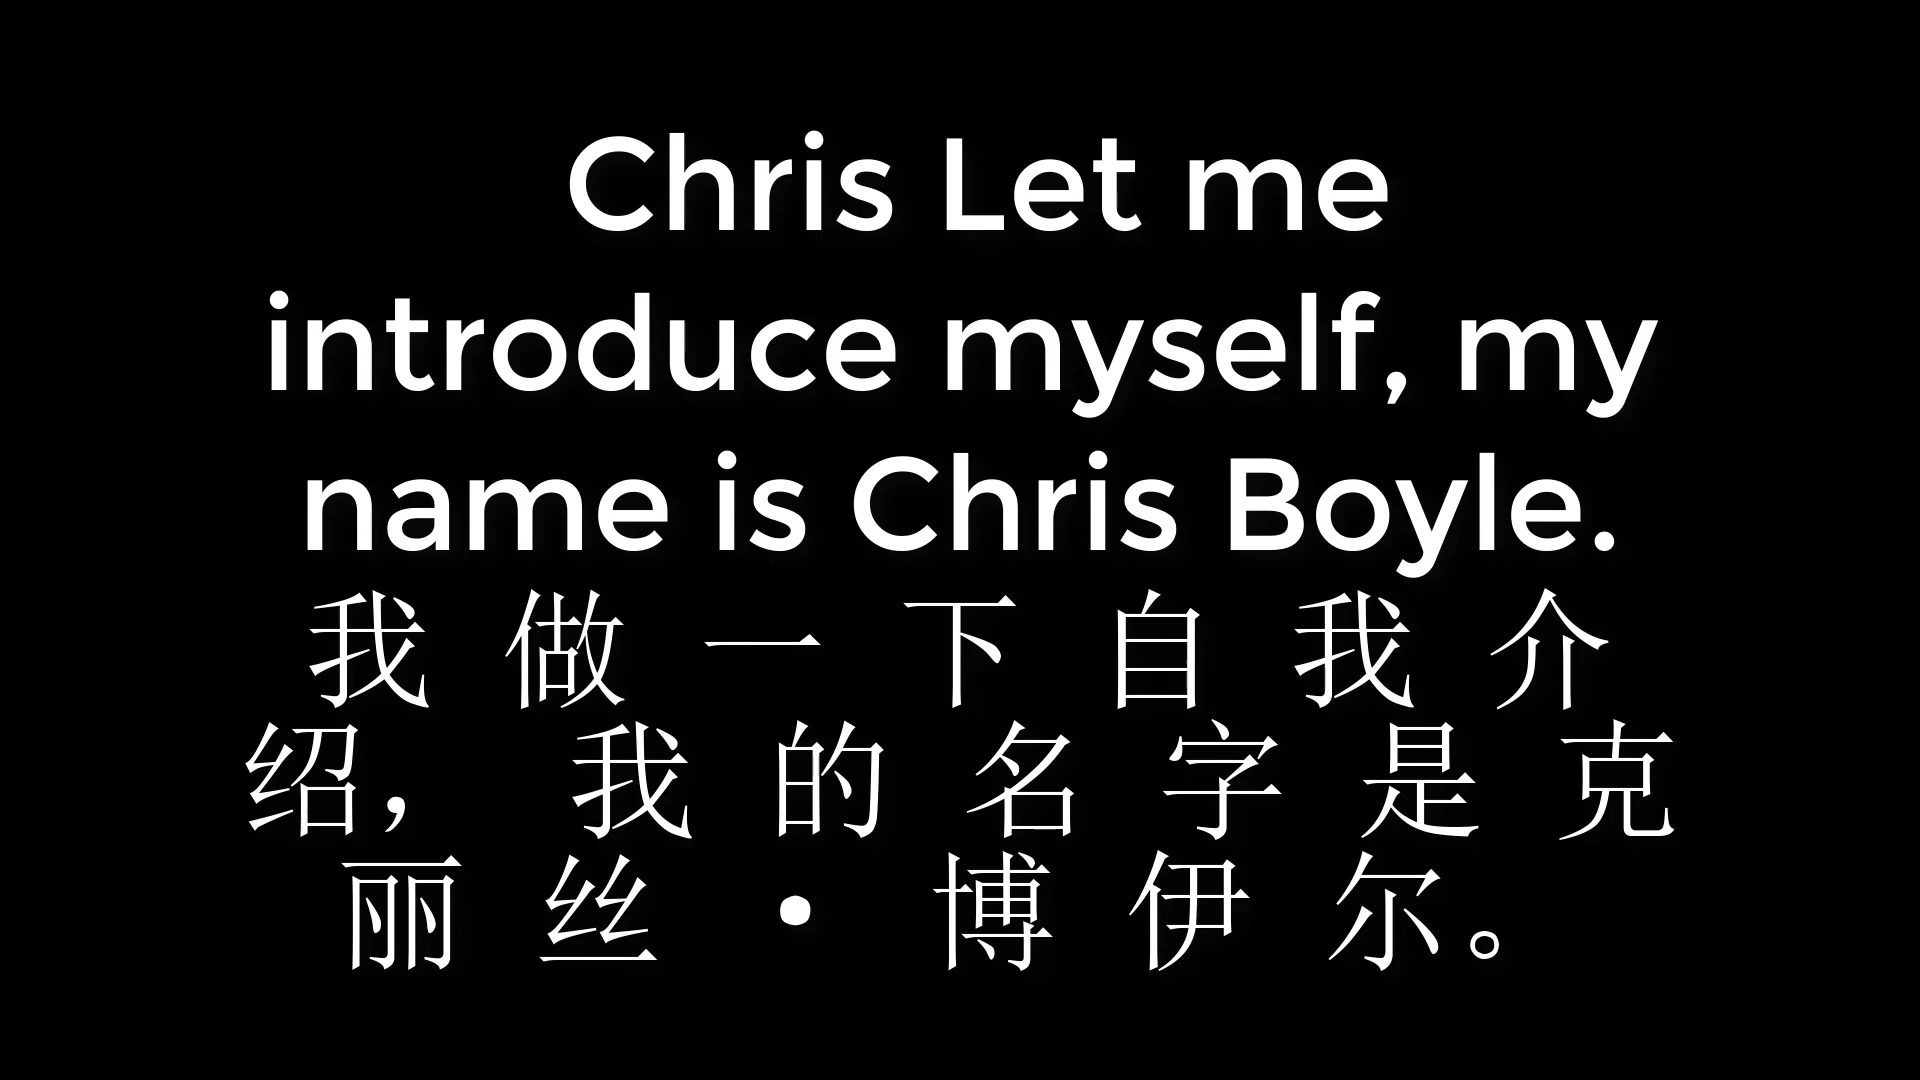 Chris Let me
introduce myself, my
name is Chris Boyle.
我 做 一 下 自 我 介
绍， 我 的 名 字 是 克
丽 丝 · 博 伊 尔。